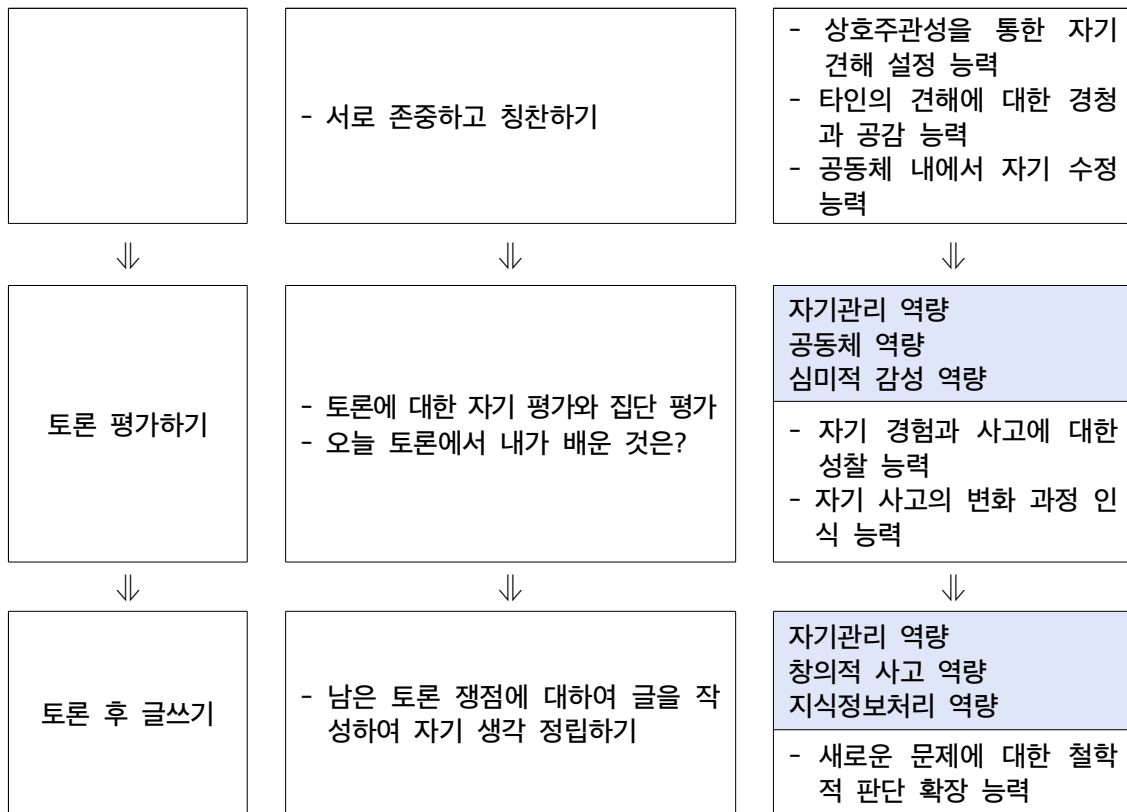 - 서로 존중하고 칭찬하기
- 상호주관성을 통한 자기
견해 설정 능력
- 타인의 견해에 대한 경청
과 공감 능력
- 공동체 내에서 자기 수정
능력
⇓ ⇓ ⇓
토론 평가하기
- 토론에 대한 자기 평가와 집단 평가
- 오늘 토론에서 내가 배운 것은?
자기관리 역량
공동체 역량
심미적 감성 역량
- 자기 경험과 사고에 대한
성찰 능력
- 자기 사고의 변화 과정 인
식 능력
⇓ ⇓ ⇓
토론 후 글쓰기
- 남은 토론 쟁점에 대하여 글을 작
성하여 자기 생각 정립하기
자기관리 역량
창의적 사고 역량
지식정보처리 역량
- 새로운 문제에 대한 철학
적 판단 확장 능력